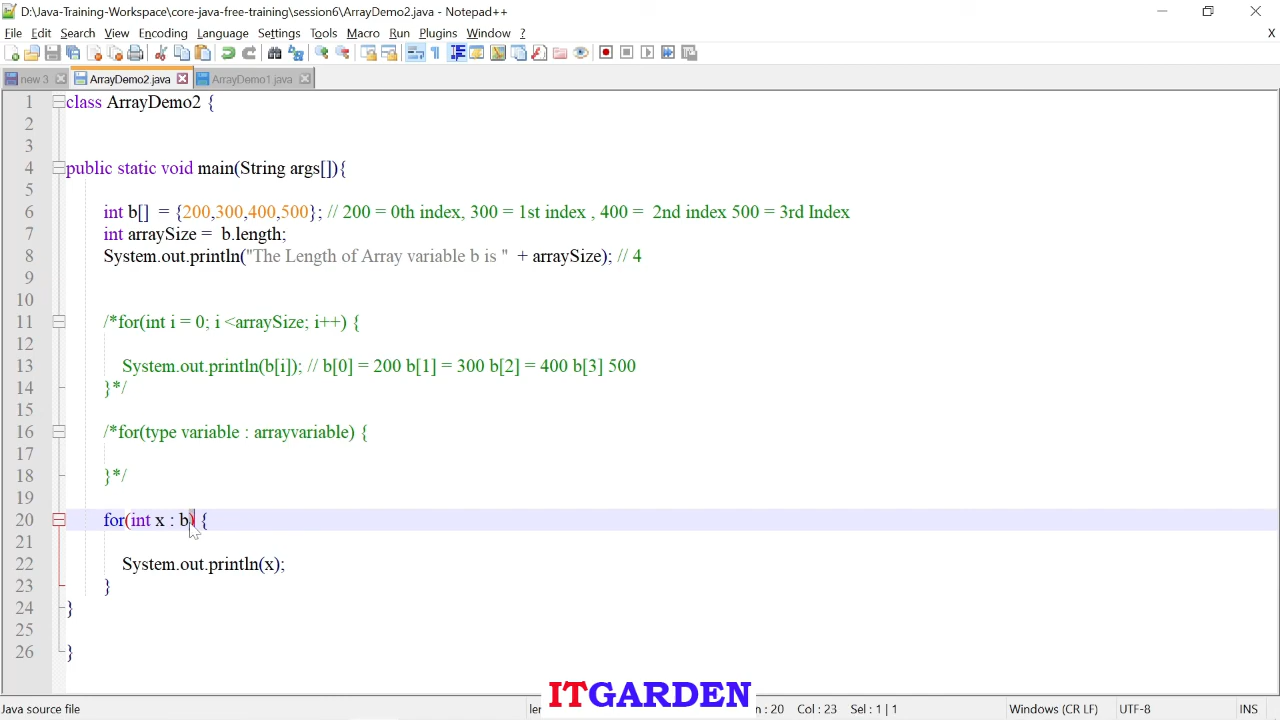 D:\Java-Training-Workspace\core-java-free-training\session6\ArrayDemo2.java - Notepad++
File Edit Search View Encoding Language Settings Tools Macro Run Plugins Window ? X
new 3 ArrayDemo2.java ArrayDemo1.java
1 class ArrayDemo2 {
2
3
4 public static void main(String args[]){
5
6 int b[] = {200,300,400,500}; // 200 = 0th index, 300 = 1st index , 400 = 2nd index 500 = 3rd Index
7 int arraySize = b.length;
8 System.out.println("The Length of Array variable b is " + arraySize); // 4
9
10
11 /*for(int i = 0; i <arraySize; i++) {
12
13 System.out.println(b[i]); // b[0] = 200 b[1] = 300 b[2] = 400 b[3] 500
14 }*/
15
16 /*for(type variable : arrayvariable) {
17
18 }*/
19
20 for(int x : b) {
21
22 System.out.println(x);
23 }
24 }
25
26 }
ITGARDEN
Java source file : 20 Col : 23 Sel : 1 | 1 Windows (CR LF) UTF-8 INS